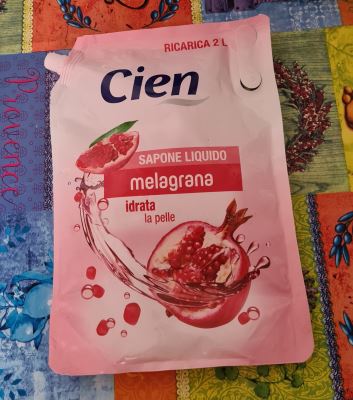 RICARICA 2 L
Cien
SAPONE LIQUIDO
melagrana
idrata
la pelle
Provence